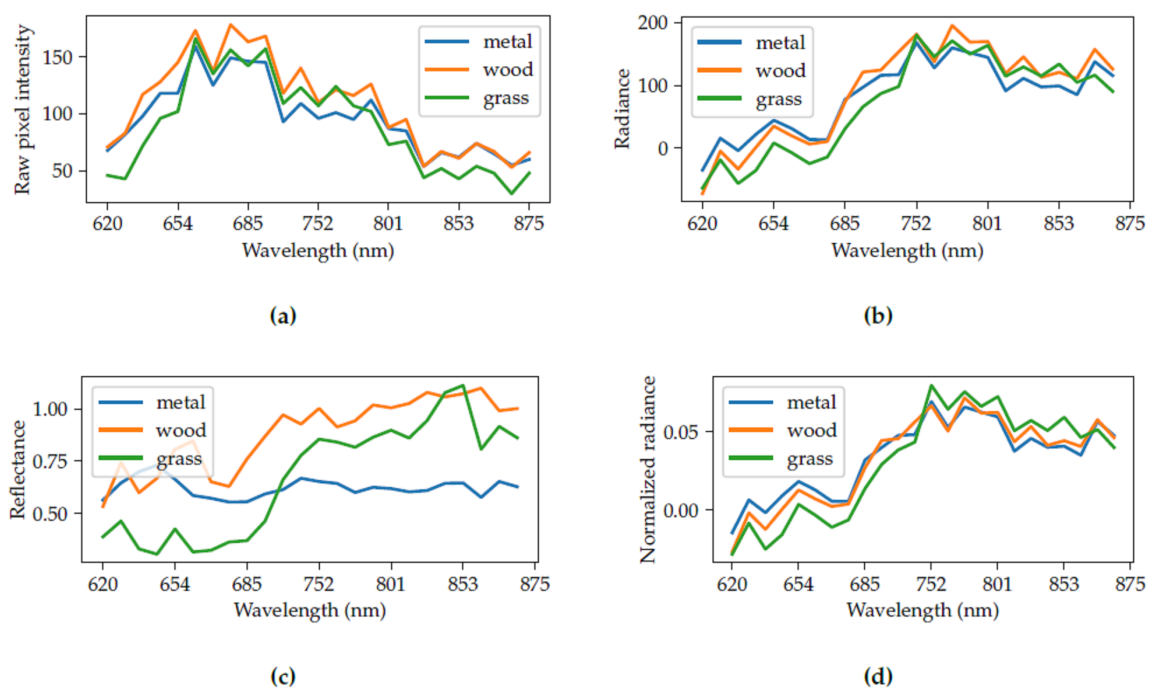 Raw pixel intensity
150
100
50
metal
wood
grass
620 654 685 752 801 853 875
Wavelength (nm)
(a)
Radiance
200
100
0
metal
wood
grass
620 654 685 752 801 853 875
Wavelength (nm)
(b)
Reflectance
1.00
0.75
0.50
metal
wood
grass
620 654 685 752 801 853 875
Wavelength (nm)
(c)
Normalized radiance
0.05
0.00
metal
wood
grass
620 654 685 752 801 853 875
Wavelength (nm)
(d)